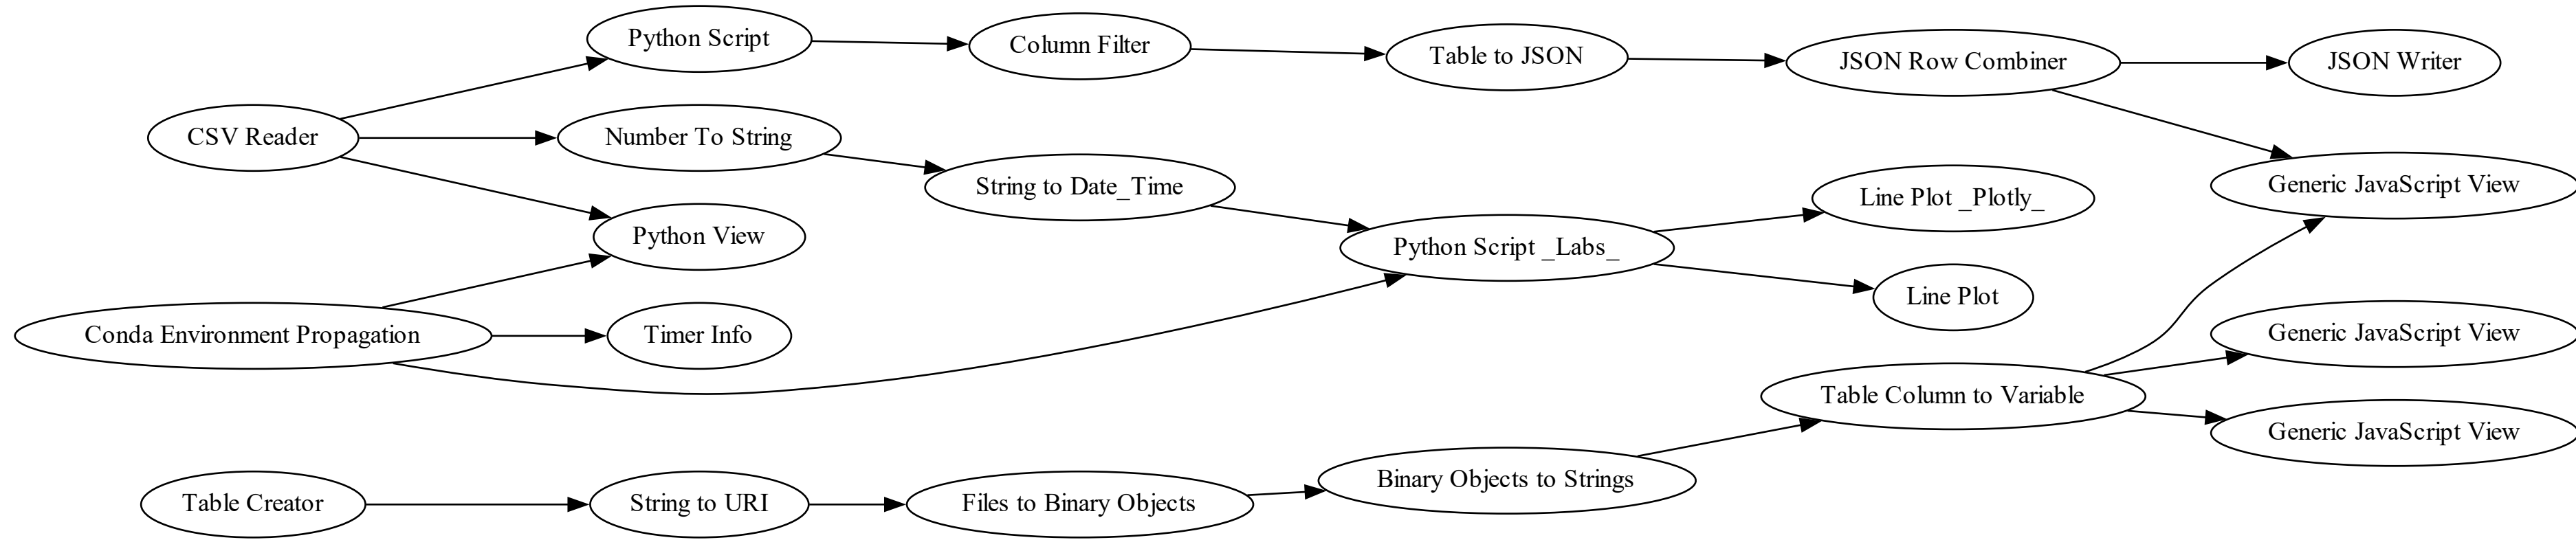 Python Script
Column Filter
Table to JSON
JSON Row Combiner
JSON Writer
CSV Reader
Number To String
String to Date_Time
Generic JavaScript View
Line Plot _Plotly_
Python View
Python Script _Labs_
Line Plot
Conda Environment Propagation
Timer Info
Generic JavaScript View
Table Column to Variable
Generic JavaScript View
Table Creator
String to URI
Files to Binary Objects
Binary Objects to Strings